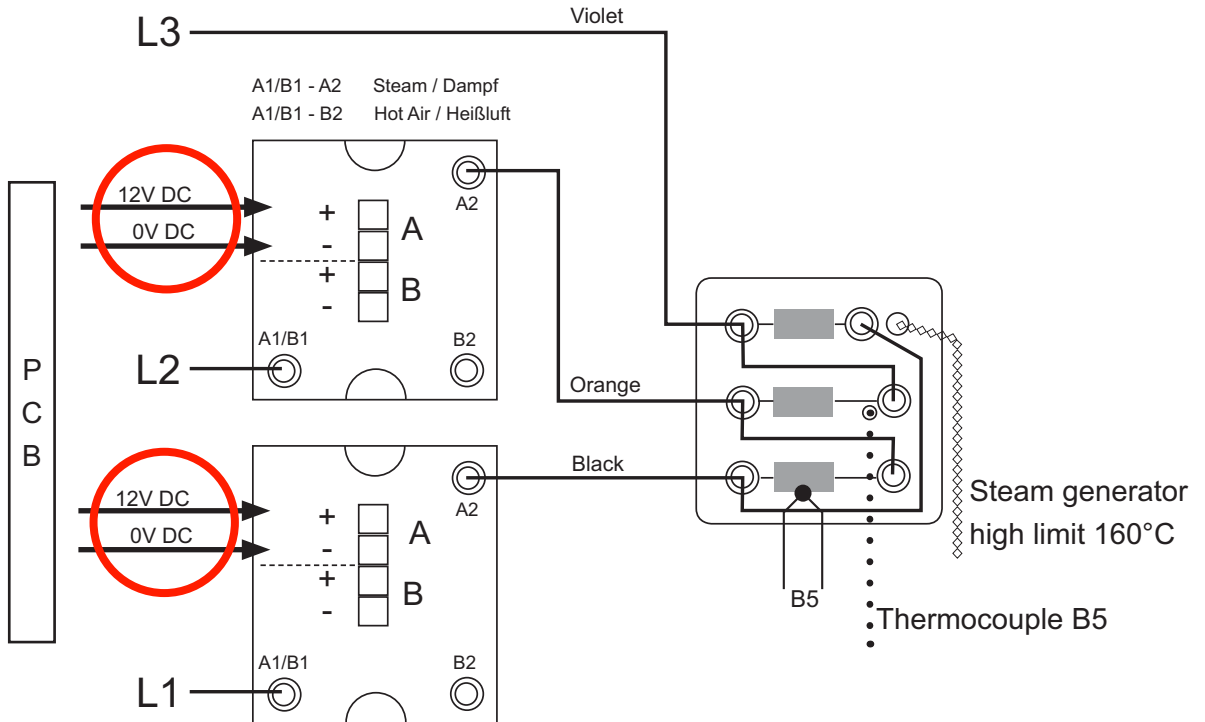 Violet
L3
A1/B1 - A2 Steam / Dampf
A1/B1 - B2 Hot Air / Heißluft
12V DC
0V DC
+
-
+
-
A
B
A2
A1/B1
B2
L2
PCB
Orange
12V DC
0V DC
+
-
+
-
A
B
A2
A1/B1
B2
L1
Black
B5
Steam generator
high limit 160°C
Thermocouple B5